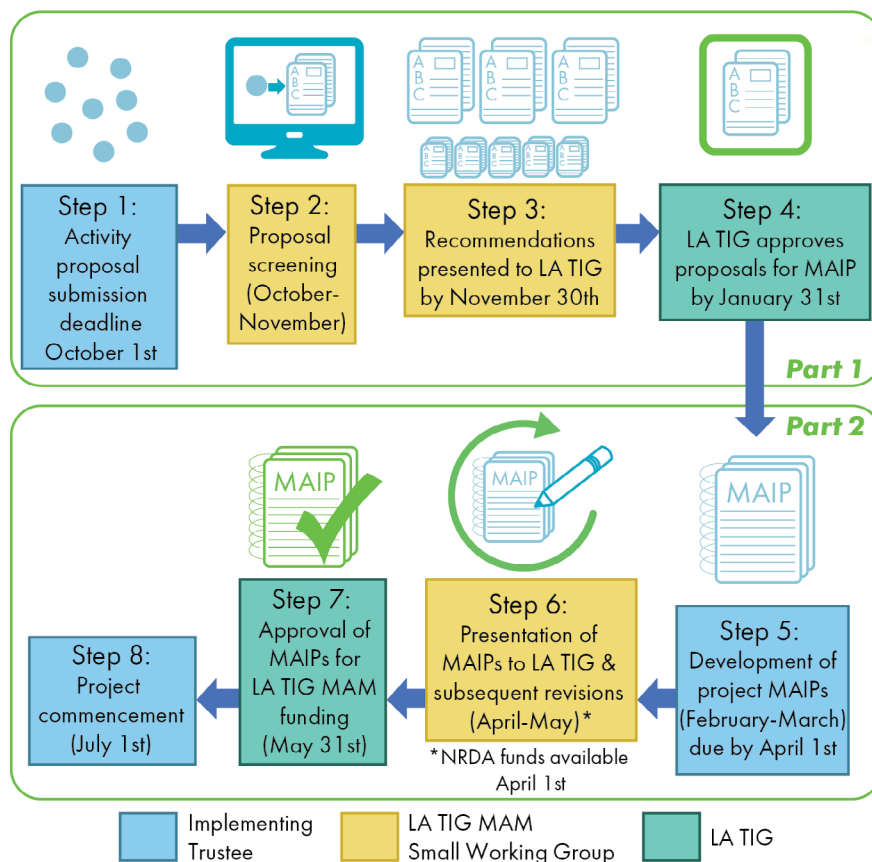 A
B
C
A
B
C
A
B
C
A
B
C
A
B
C
A
B
C
A
B
C
A
B
C
A
B
C
A
B
C
Step 1:
Activity
proposal
submission
deadline
October 1st
Step 2:
Proposal
screening
(October-
November)
Step 3:
Recommendations
presented to LA TIG
by November 30th
Step 4:
LA TIG approves
proposals for MAIP
by January 31st
Part 1
Part 2
MAIP
MAIP
MAIP
Step 8:
Project
commencement
(July 1st)
Step 7:
Approval of
MAIPs for
LA TIG MAM
funding
(May 31st)
Step 6:
Presentation of
MAIPs to LA TIG &
subsequent revisions
(April-May)*
*NRDA funds available
April 1st
Step 5:
Development of
project MAIPs
(February-March)
due by April 1st
Implementing
Trustee
LA TIG MAM
Small Working Group
LA TIG